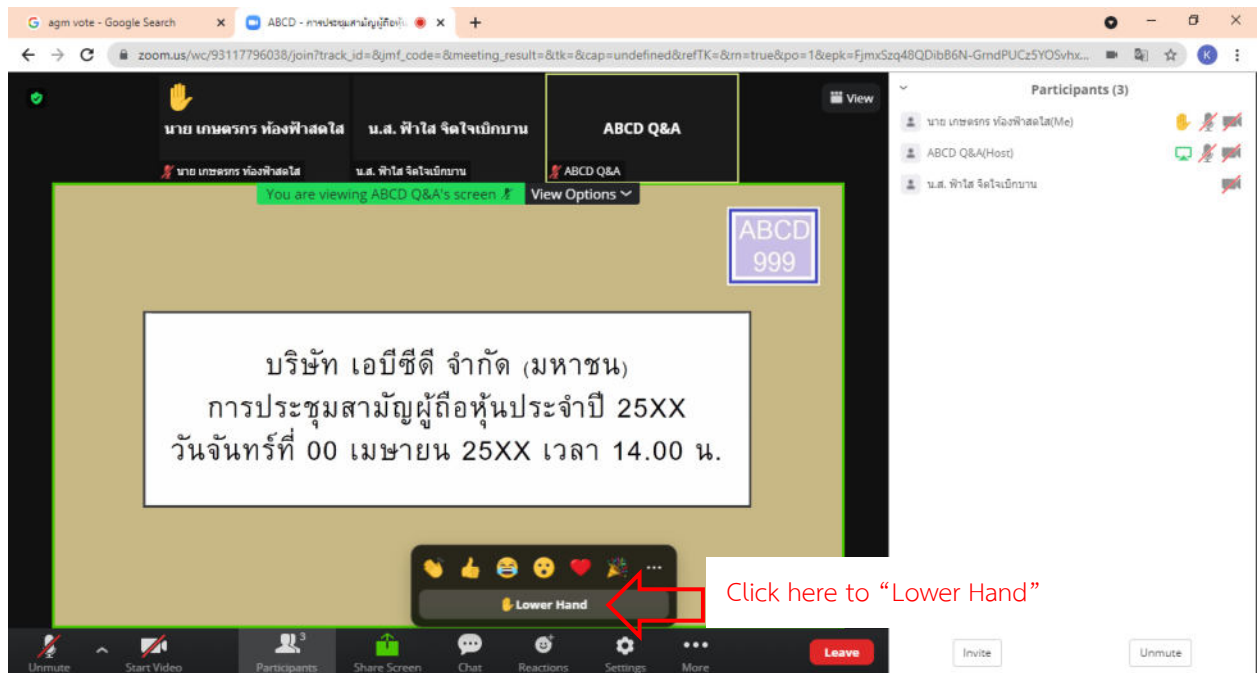 agm vote - Google Search
ABCD - การประชุมสามัญผู้ถือหุ้น
zoom.us/wc/93117796038/join?track_id=&jmf_code=&meeting_result=&tk=&cap=undefined&refTK=&rn=true&po=1&epk=FjmxSzq48QDibB6N-GrndPUCz5YOSvhx...
K
View
นาย เกษตรกร ท้องฟ้าสดใส
น.ส. ฟ้าใส จิตใจเบิกบาน
ABCD Q&A
นาย เกษตรกร ท้องฟ้าสดใส
น.ส. ฟ้าใส จิตใจเบิกบาน
ABCD Q&A
You are viewing ABCD Q&A's screen
View Options
ABCD
999
บริษัท เอบีซีดี จำกัด (มหาชน)
การประชุมสามัญผู้ถือหุ้นประจำปี 25XX
วันจันทร์ที่ 00 เมษายน 25XX เวลา 14.00 น.
Lower Hand
Click here to “Lower Hand”
Unmute
Start Video
3
Participants
Share Screen
Chat
Reactions
Settings
More
Leave
Participants (3)
นาย เกษตรกร ท้องฟ้าสดใส(Me)
ABCD Q&A(Host)
น.ส. ฟ้าใส จิตใจเบิกบาน
Invite
Unmute